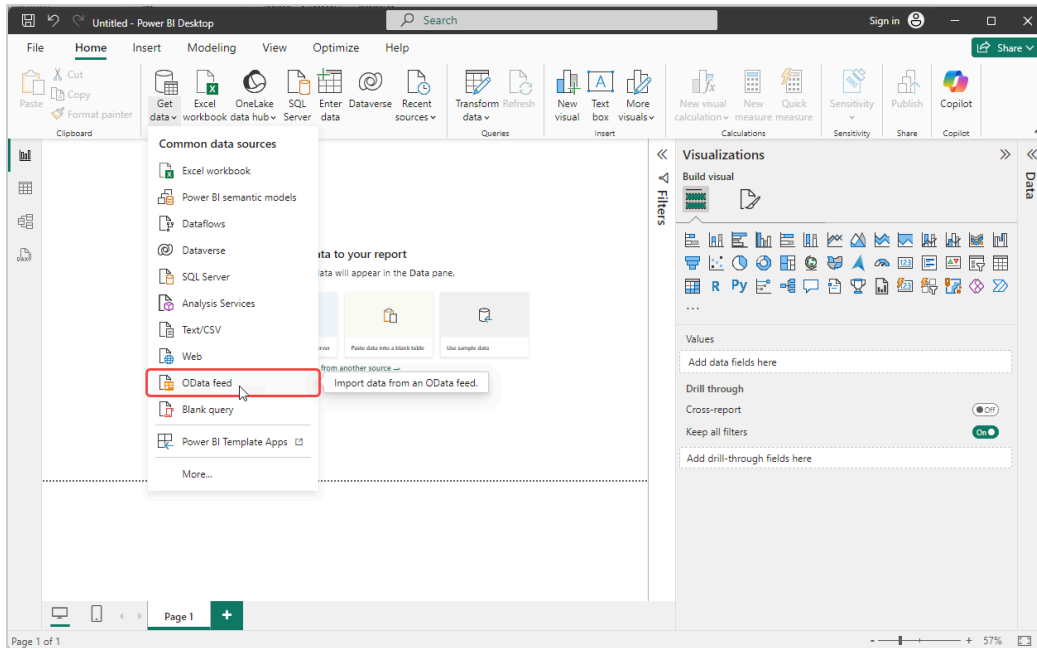 Untitled - Power BI Desktop
Search
Sign in
File Home Insert Modeling View Optimize Help
Share
Paste
Cut
Copy
Format painter
Clipboard
Get data
Excel workbook
OneLake data hub
SQL Server
Enter data
Dataverse
Recent sources
Transform data
Refresh
Queries
New visual
Text box
More visuals
Insert
New visual calculation
New measure
Quick measure
Calculations
Sensitivity
Sensitivity
Publish
Share
Copilot
Copilot
Common data sources
Excel workbook
Power BI semantic models
Dataflows
Dataverse
SQL Server
Analysis Services
Text/CSV
Web
OData feed
Blank query
Power BI Template Apps
More...
Import data from an OData feed.
to your report
will appear in the Data pane.
Paste data into a blank table
Use sample data
from another source
Filters
Visualizations
Data
Build visual
123
R Py
123
...
Values
Add data fields here
Drill through
Cross-report
Off
Keep all filters
On
Add drill-through fields here
Page 1
+
Page 1 of 1
- + 57%